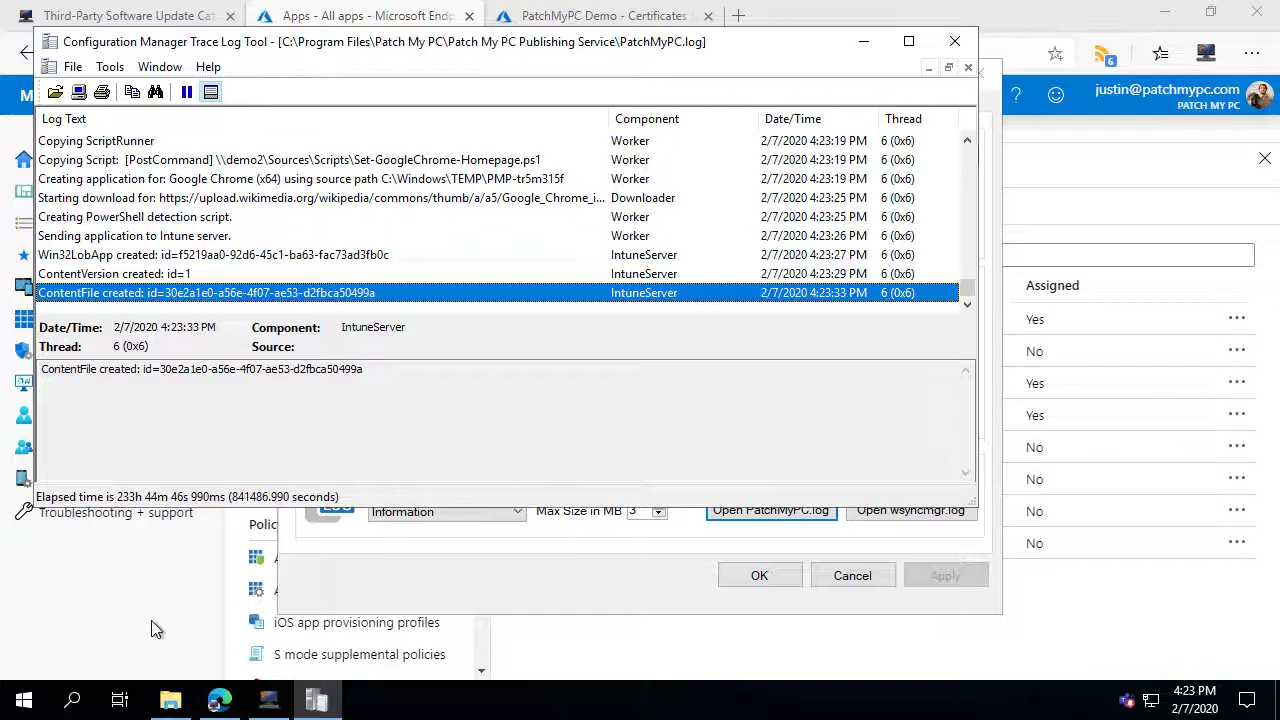 Third-Party Software Update Cat
Apps - All apps - Microsoft Endp
PatchMyPC Demo - Certificates
Configuration Manager Trace Log Tool - [C:\Program Files\Patch My PC\Patch My PC Publishing Service\PatchMyPC.log]
File Tools Window Help
6
M
justin@patchmypc.com
PATCH MY PC
Log Text Component Date/Time Thread
Copying ScriptRunner Worker 2/7/2020 4:23:19 PM 6 (0x6)
Copying Script: [PostCommand] \\demo2\Sources\Scripts\Set-GoogleChrome-Homepage.ps1 Worker 2/7/2020 4:23:19 PM 6 (0x6)
Creating application for: Google Chrome (x64) using source path C:\Windows\TEMP\PMP-tr5m315f Worker 2/7/2020 4:23:19 PM 6 (0x6)
Starting download for: https://upload.wikimedia.org/wikipedia/commons/thumb/a/a5/Google_Chrome_i... Downloader 2/7/2020 4:23:25 PM 6 (0x6)
Creating PowerShell detection script. Worker 2/7/2020 4:23:25 PM 6 (0x6)
Sending application to Intune server. Worker 2/7/2020 4:23:26 PM 6 (0x6)
Win32LobApp created: id=f5219aa0-92d6-45c1-ba63-fac73ad3fb0c IntuneServer 2/7/2020 4:23:27 PM 6 (0x6)
ContentVersion created: id=1 IntuneServer 2/7/2020 4:23:29 PM 6 (0x6)
ContentFile created: id=30e2a1e0-a56e-4f07-ae53-d2fbca50499a IntuneServer 2/7/2020 4:23:33 PM 6 (0x6)
Date/Time: 2/7/2020 4:23:33 PM Component: IntuneServer
Thread: 6 (0x6) Source:
ContentFile created: id=30e2a1e0-a56e-4f07-ae53-d2fbca50499a
Elapsed time is 233h 44m 46s 990ms (841486.990 seconds)
Assigned
Yes
No
Yes
Yes
No
No
No
No
Troubleshooting + support
LOG
Information
Max Size in MB 3
Open PatchMyPC.log
Open wsyncmgr.log
Polic
OK Cancel Apply
iOS app provisioning profiles
S mode supplemental policies
4:23 PM
2/7/2020